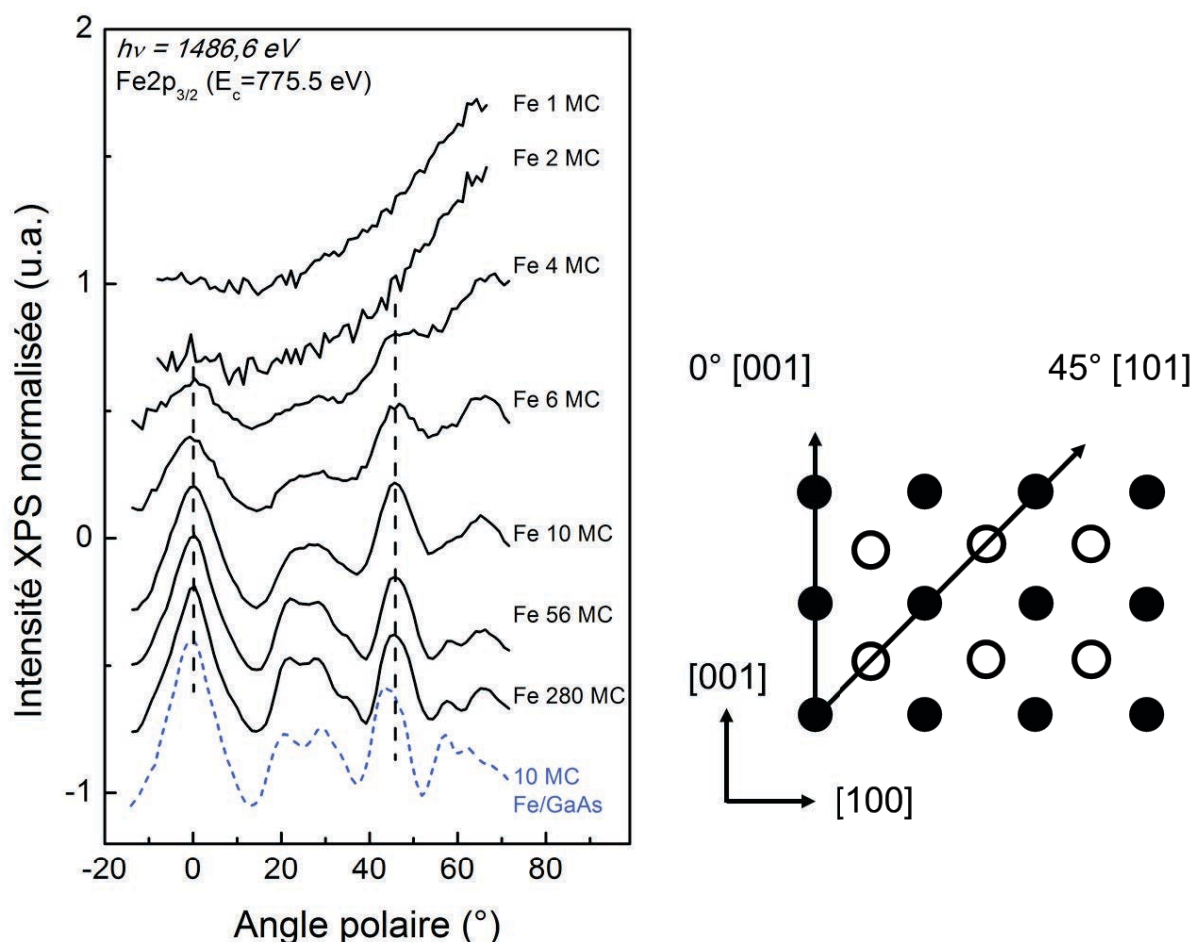 2
hν = 1486,6 eV
Fe2p3/2 (Ec=775.5 eV)
Fe 1 MC
Fe 2 MC
1
Fe 4 MC
Fe 6 MC
0
Fe 10 MC
Fe 56 MC
Fe 280 MC
-1
10 MC
Fe/GaAs
-20 0 20 40 60 80
Angle polaire (°)
Intensité XPS normalisée (u.a.)
0° [001]
45° [101]
[001]
[100]